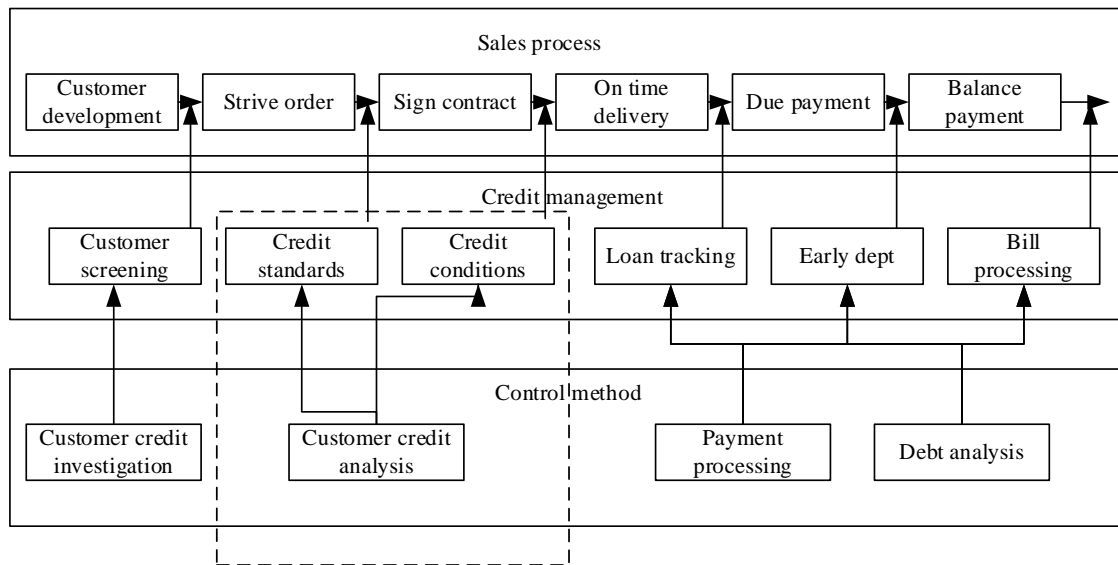 Sales process
Customer
development
Strive order
Sign contract
On time
delivery
Due payment
Balance
payment
Credit management
Customer
screening
Credit
standards
Credit
conditions
Loan tracking
Early dept
Bill
processing
Control method
Customer credit
investigation
Customer credit
analysis
Payment
processing
Debt analysis